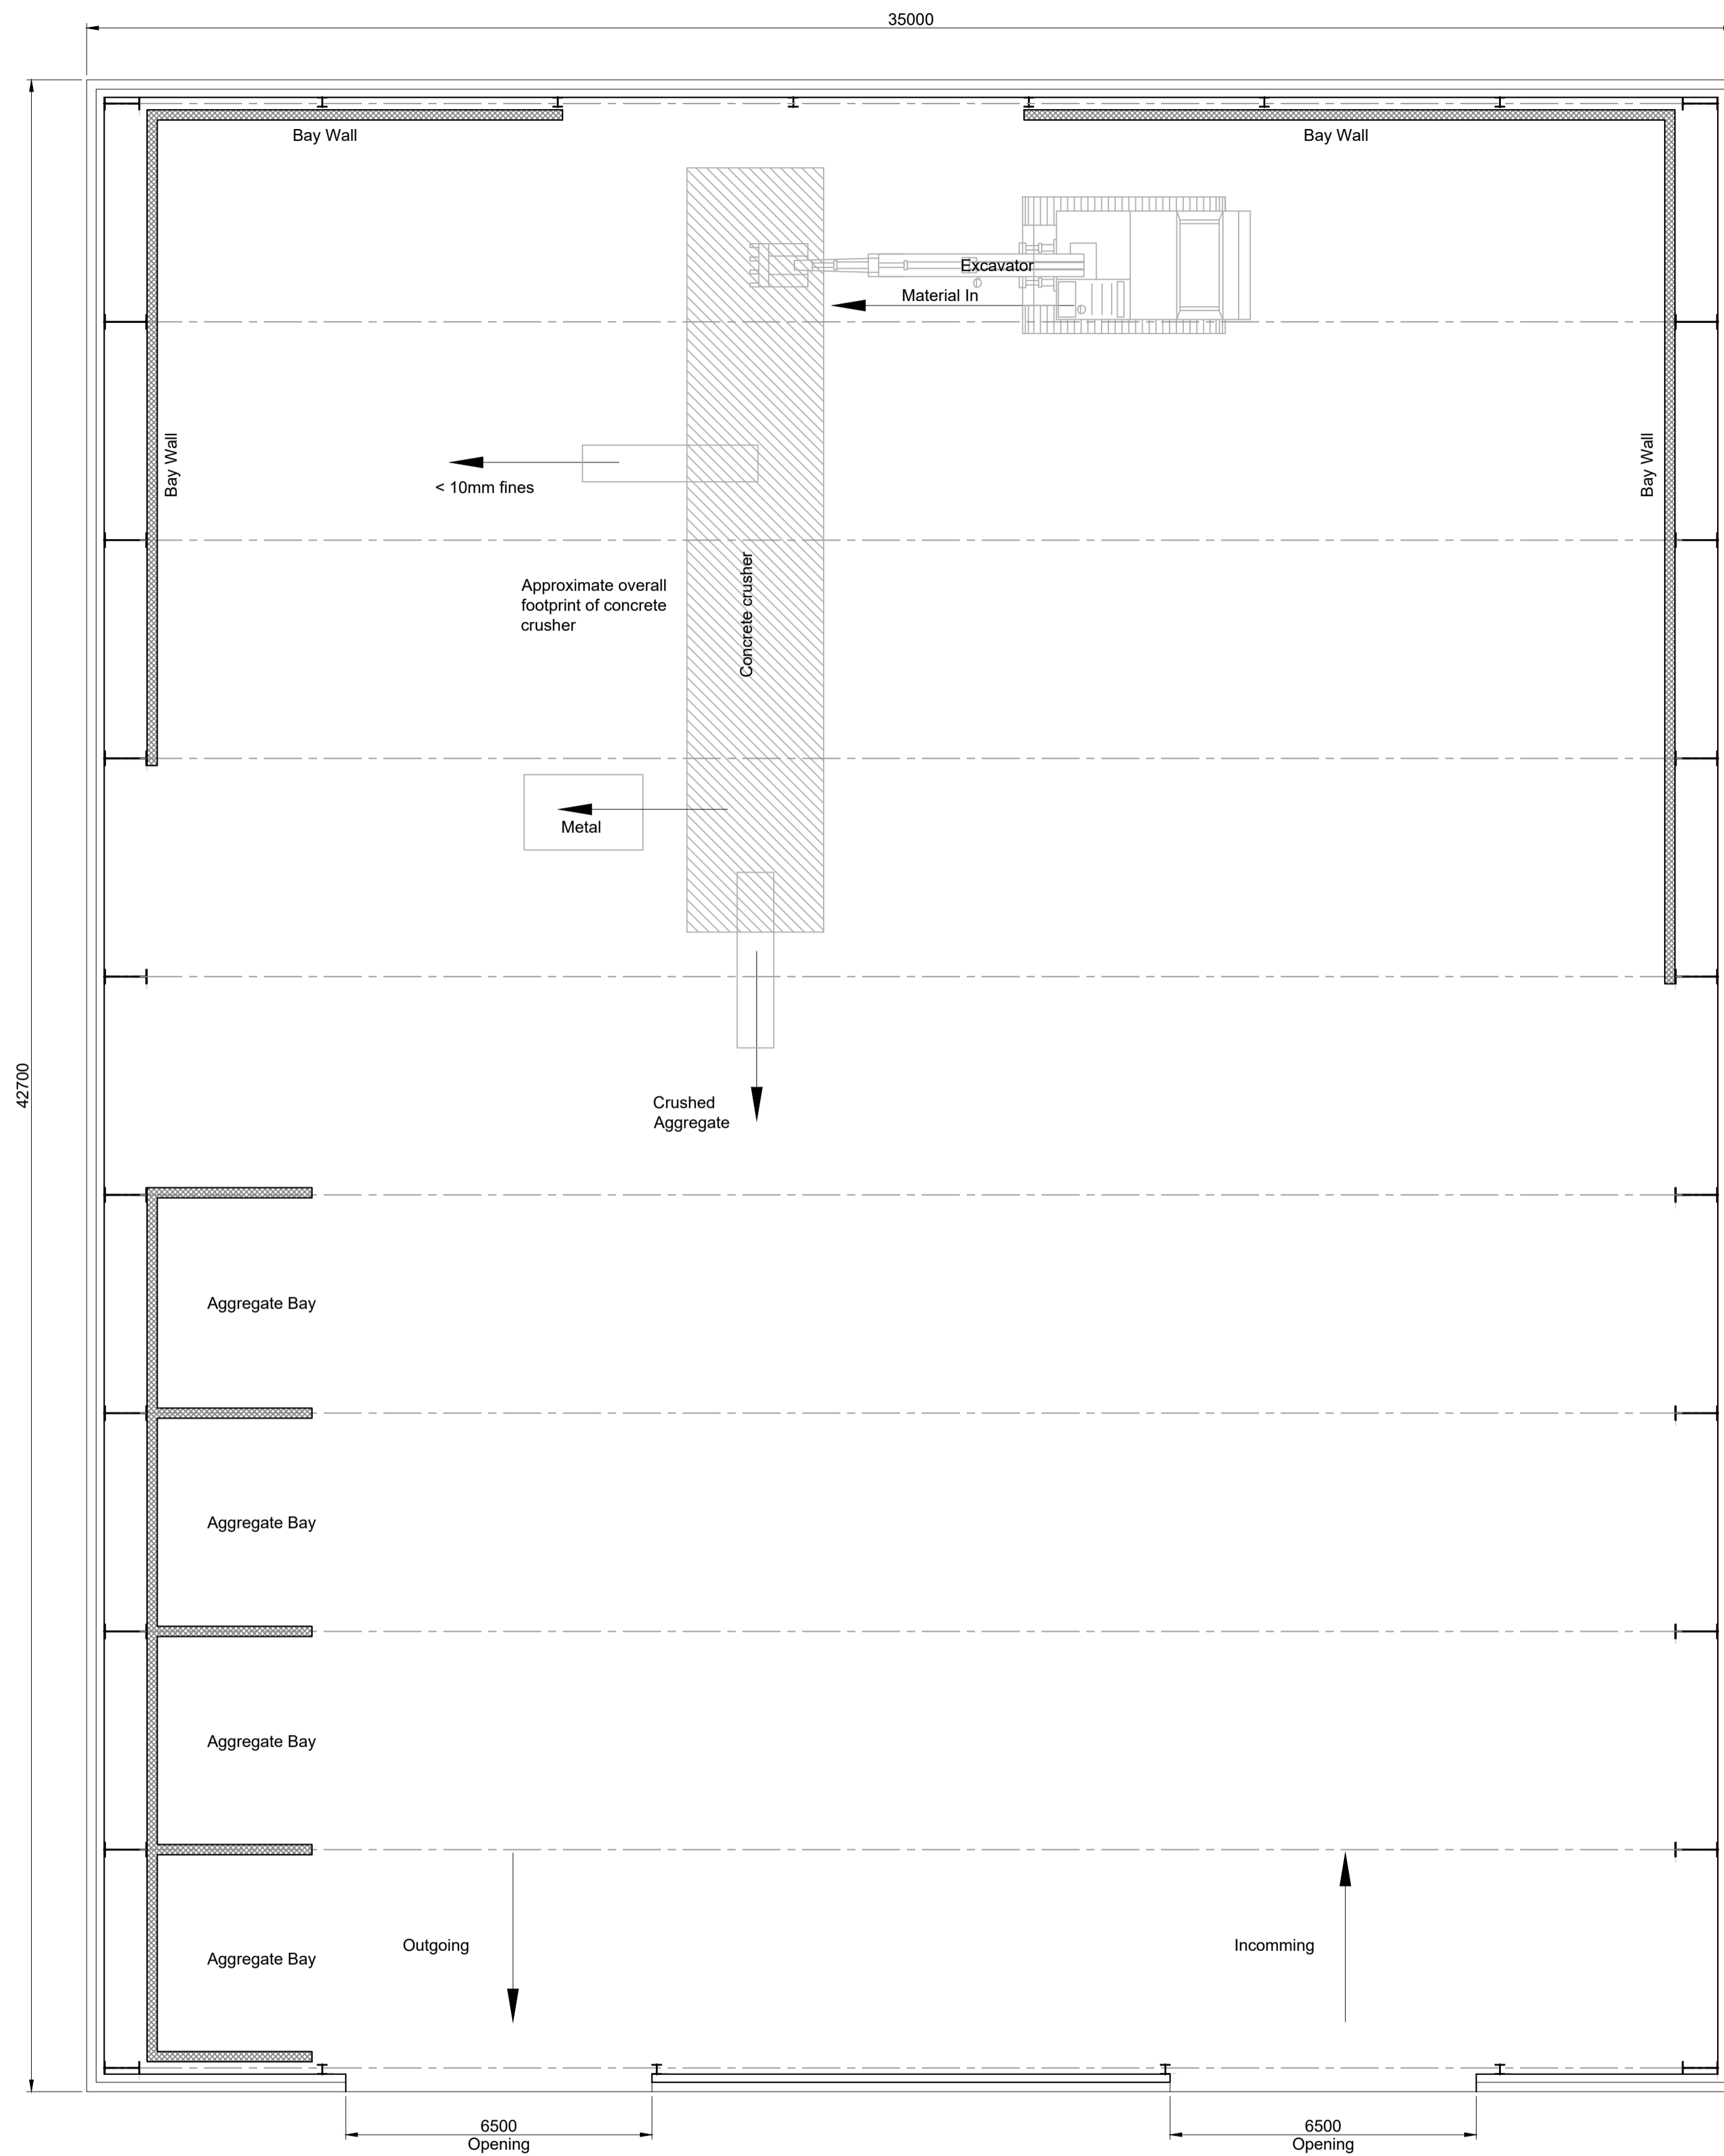 35000
Bay Wall
Bay Wall
Excavator
Material In
Bay Wall
Bay Wall
< 10mm fines
Concrete crusher
Approximate overall
footprint of concrete
crusher
Metal
42700
Crushed
Aggregate
Aggregate Bay
Aggregate Bay
Aggregate Bay
Aggregate Bay
Outgoing
Incomming
6500
Opening
6500
Opening